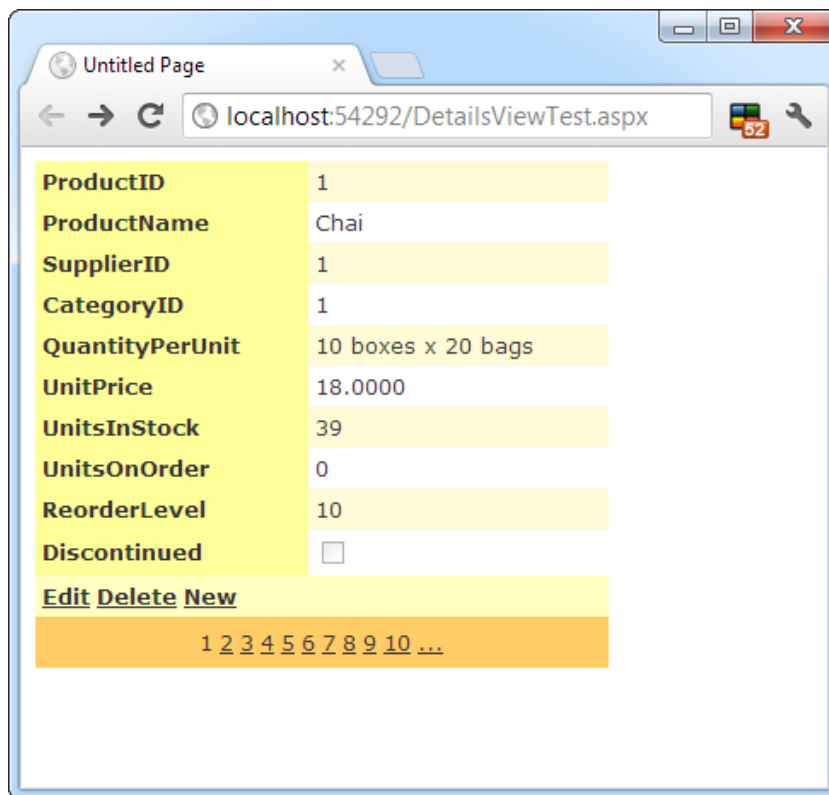 Untitled Page
localhost:54292/DetailsViewTest.aspx
52
ProductID 1
ProductName Chai
SupplierID 1
CategoryID 1
QuantityPerUnit 10 boxes x 20 bags
UnitPrice 18.0000
UnitsInStock 39
UnitsOnOrder 0
ReorderLevel 10
Discontinued
Edit Delete New
1 2 3 4 5 6 7 8 9 10 ...